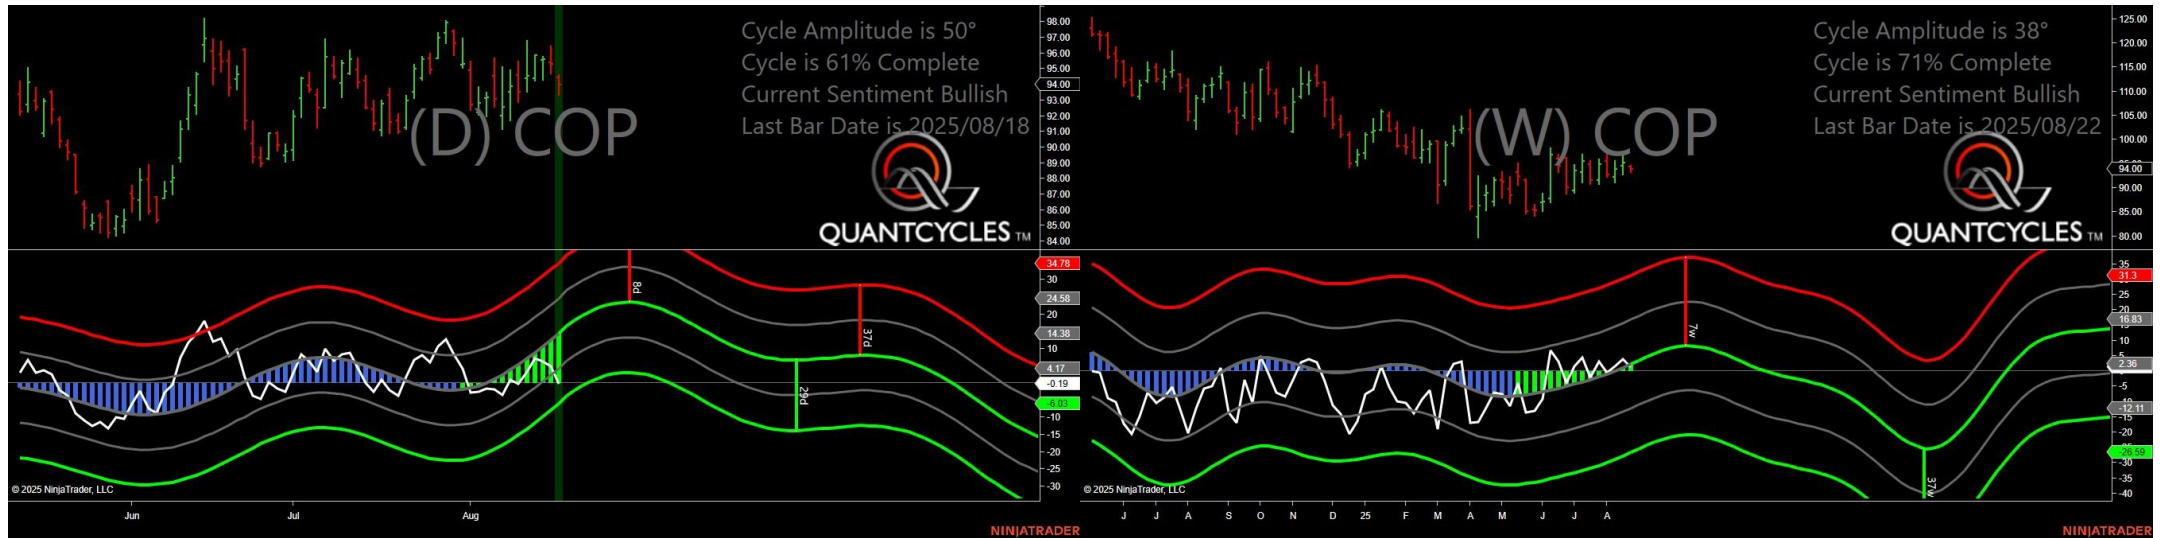 Cycle Amplitude is 50°
Cycle is 61% Complete
Current Sentiment Bullish
Last Bar Date is 2025/08/18
(D) COP
QUANTCYCLES TM
98.00
97.00
96.00
95.00
94.00
93.00
92.00
91.00
90.00
89.00
88.00
87.00
86.00
85.00
84.00
34.78
30
24.58
20
14.38
10
4.17
-0.19
-6.03
-10
-15
-20
-25
-30
8d
29d
37d
© 2025 NinjaTrader, LLC
Jun
Jul
Aug
NINJATRADER
Cycle Amplitude is 38°
Cycle is 71% Complete
Current Sentiment Bullish
Last Bar Date is 2025/08/22
(W) COP
QUANTCYCLES TM
125.00
120.00
115.00
110.00
105.00
100.00
94.00
90.00
85.00
80.00
35
31.3
25
20
16.83
10
5
2.36
-5
-12.11
-15
-20
-26.59
-30
-35
-40
7w
37w
© 2025 NinjaTrader, LLC
J
J
A
S
O
N
D
25
F
M
A
M
J
J
A
NINJATRADER